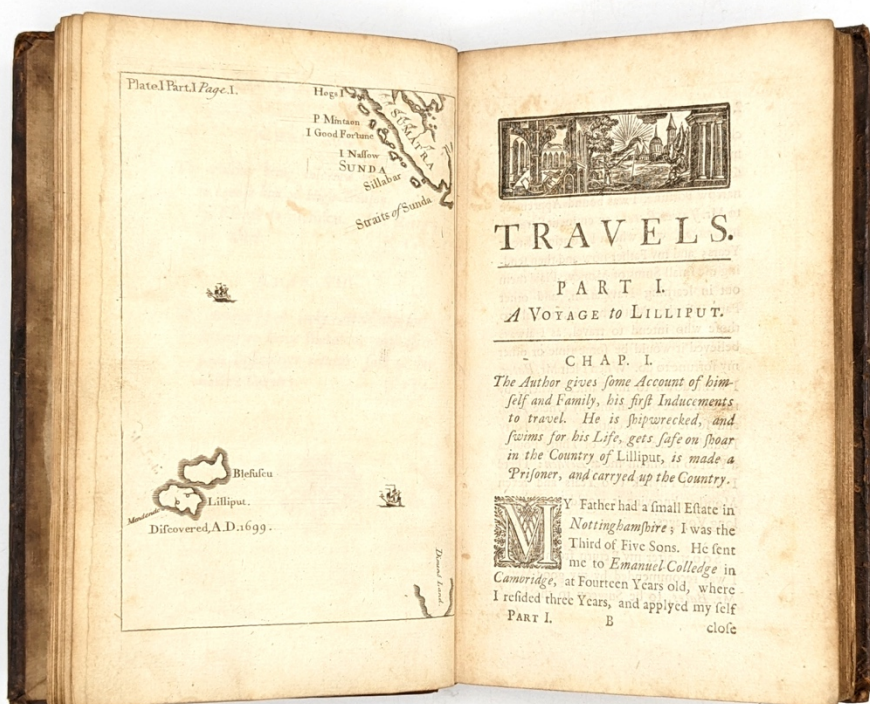 Plate.I Part.I Page.I.
Hogs I
SUMATRA
P Mintaon
I Good Fortune
I Nassow
SUNDA
Sillabar
Straits of Sunda
Blefuscu
Lilliput.
Mendendo
Discovered, A.D. 1699.
Dimens Land.
TRAVELS.
PART I.
A VOYAGE to LILLIPUT.
CHAP. I.
The Author gives ſome Account of him-
ſelf and Family, his firſt Inducements
to travel. He is ſhipwrecked, and
ſwims for his Life, gets ſafe on ſhoar
in the Country of Lilliput, is made a
Priſoner, and carryed up the Country.
MY Father had a ſmall Eſtate in
Nottinghamſhire; I was the
Third of Five Sons. He ſent
me to Emanuel-Colledge in
Cambridge, at Fourteen Years old, where
I reſided three Years, and applyed my ſelf
PART I. B cloſe